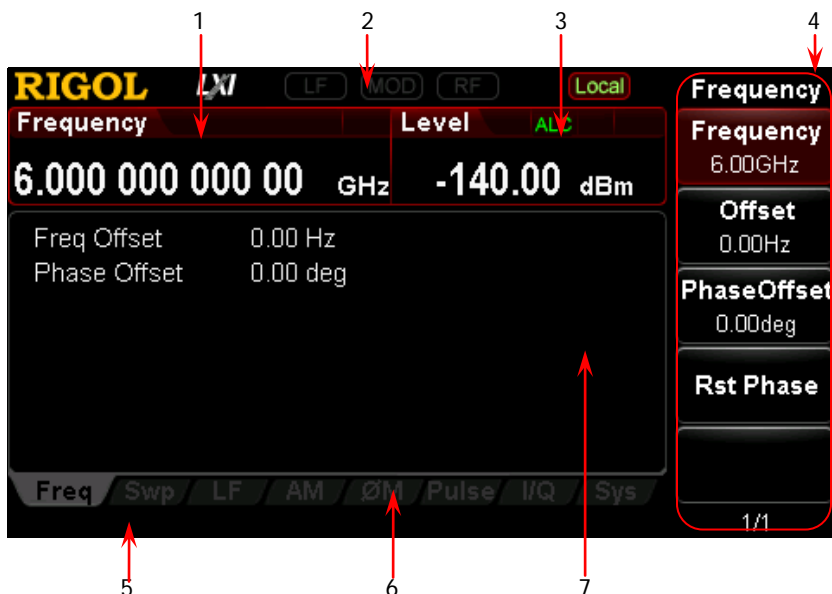 1 2 3 4
RIGOL LXI LF MOD RF Local
Frequency Level ALC
6.000 000 000 00 GHz -140.00 dBm
Freq Offset 0.00 Hz
Phase Offset 0.00 deg
Freq Swp LF AM ØM Pulse I/Q Sys
Frequency
Frequency
6.00GHz
Offset
0.00Hz
PhaseOffset
0.00deg
Rst Phase
1/1
5 6 7